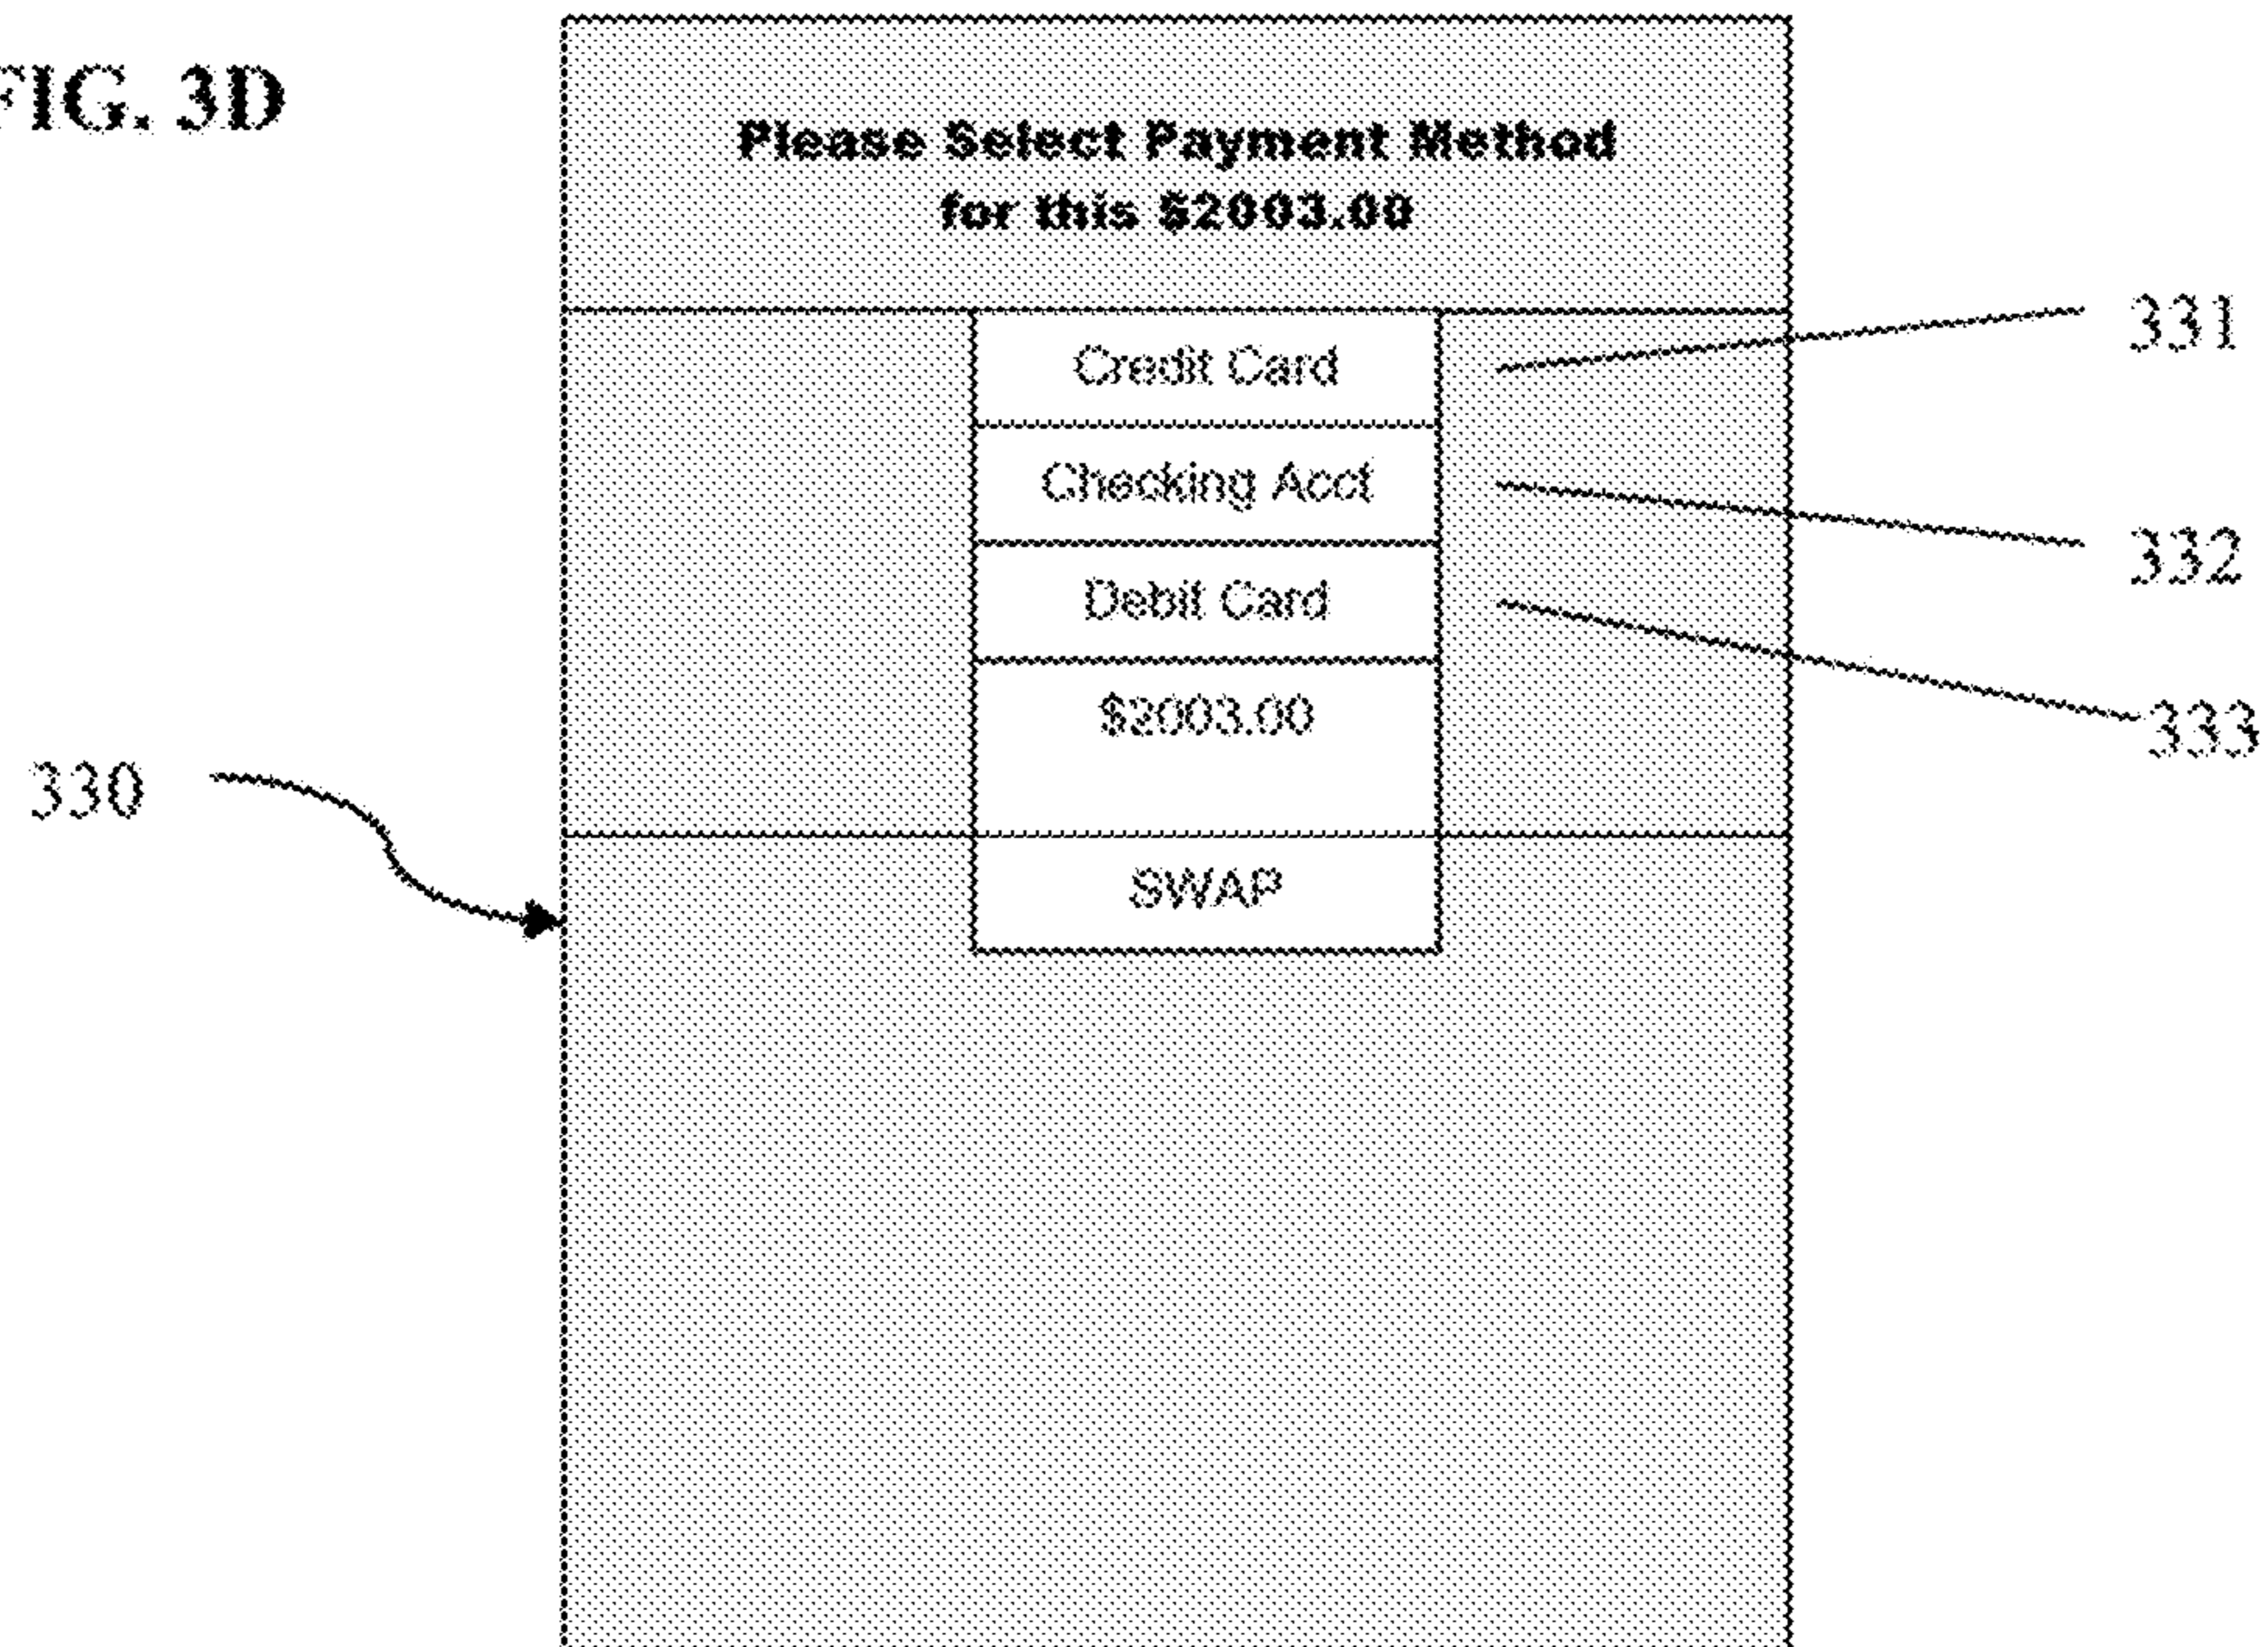 FIG. 3D
Please Select Payment Method
for this $2003.00
Credit Card
331
Checking Acct
332
Debit Card
333
$2003.00
330
SWAP